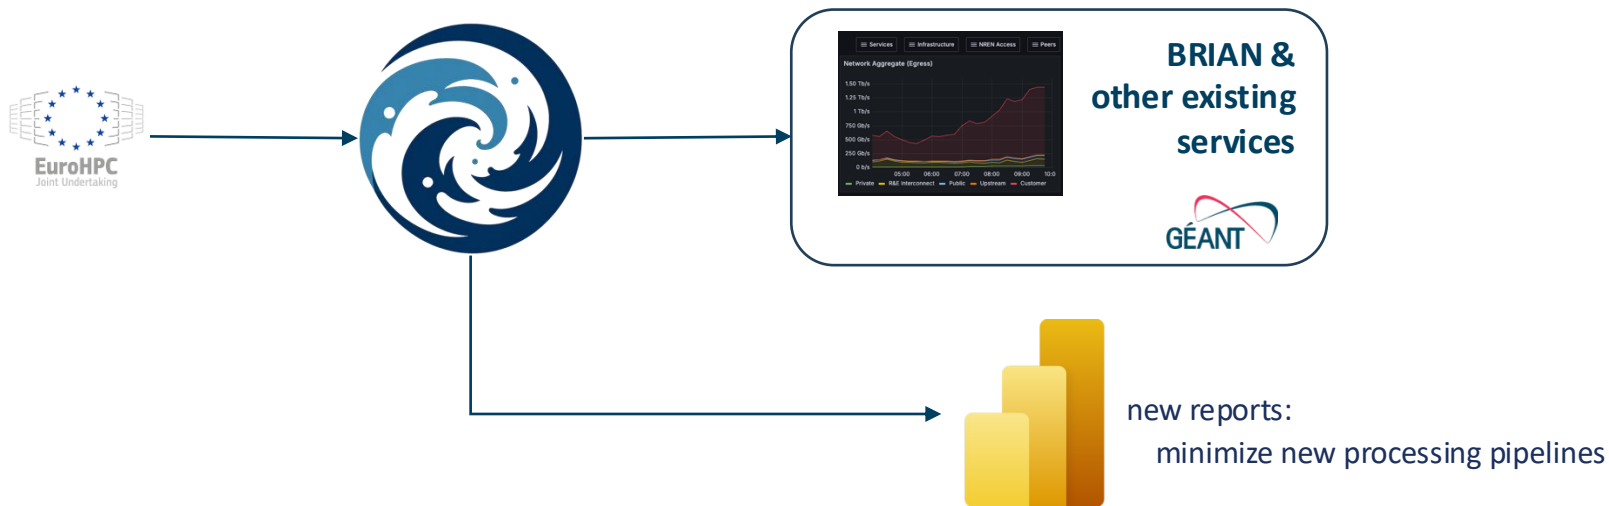 EuroHPC
Joint Undertaking
Services
Infrastructure
NREN Access
Peers
Network Aggregate (Egress)
1.50 Tb/s
1.25 Tb/s
1 Tb/s
750 Gb/s
500 Gb/s
250 Gb/s
0 b/s
05:00 06:00 07:00 08:00 09:00 10:0
Private R&E Interconnect Public Upstream Customer
BRIAN &
other existing
services
GÉANT
new reports:
minimize new processing pipelines